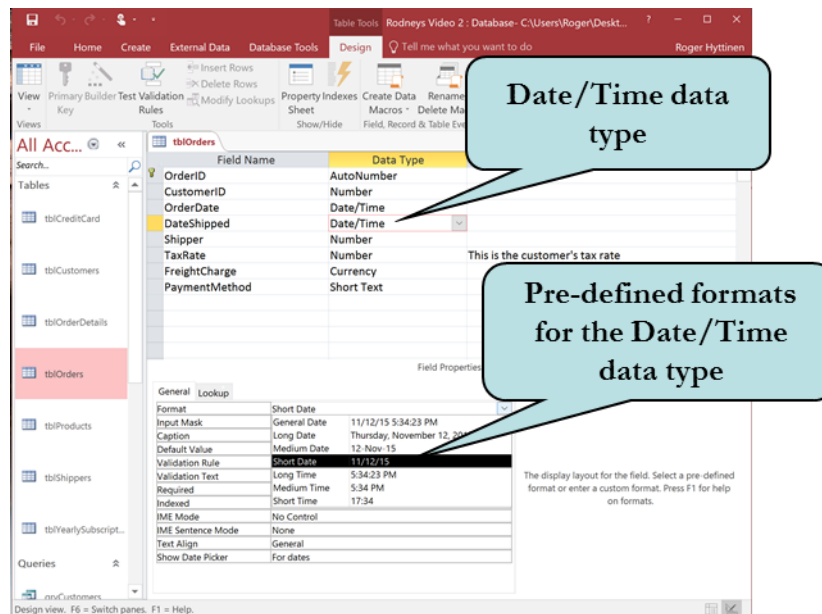 Table Tools Rodneys Video 2 : Database- C:\Users\Roger\Deskt... ? – □ ×
File Home Create External Data Database Tools Design Tell me what you want to do Roger Hyttinen
View Primary Key Builder Test Validation Rules
Insert Rows
Delete Rows
Modify Lookups
Property Sheet Indexes
Create Data Macros
Rename
Delete Ma
Views Tools Show/Hide Field, Record & Table Eve
Date/Time data
type
All Acc...
Search...
Tables
tblCreditCard
tblCustomers
tblOrderDetails
tblOrders
tblProducts
tblShippers
tblYearlySubscript...
Queries
qryCustomers
tblOrders
Field Name Data Type
OrderID AutoNumber
CustomerID Number
OrderDate Date/Time
DateShipped Date/Time
Shipper Number
TaxRate Number This is the customer's tax rate
FreightCharge Currency
PaymentMethod Short Text
Pre-defined formats
for the Date/Time
data type
Field Proper
General Lookup
Format Short Date
Input Mask General Date 11/12/15 5:34:23 PM
Caption Long Date Thursday, November 12, 20
Default Value Medium Date 12-Nov-15
Validation Rule Short Date 11/12/15
Validation Text Long Time 5:34:23 PM
Required Medium Time 5:34 PM
Indexed Short Time 17:34
IME Mode No Control
IME Sentence Mode None
Text Align General
Show Date Picker For dates
The display layout for the field. Select a pre-defined
format or enter a custom format. Press F1 for help
on formats.
Design view. F6 = Switch panes. F1 = Help.